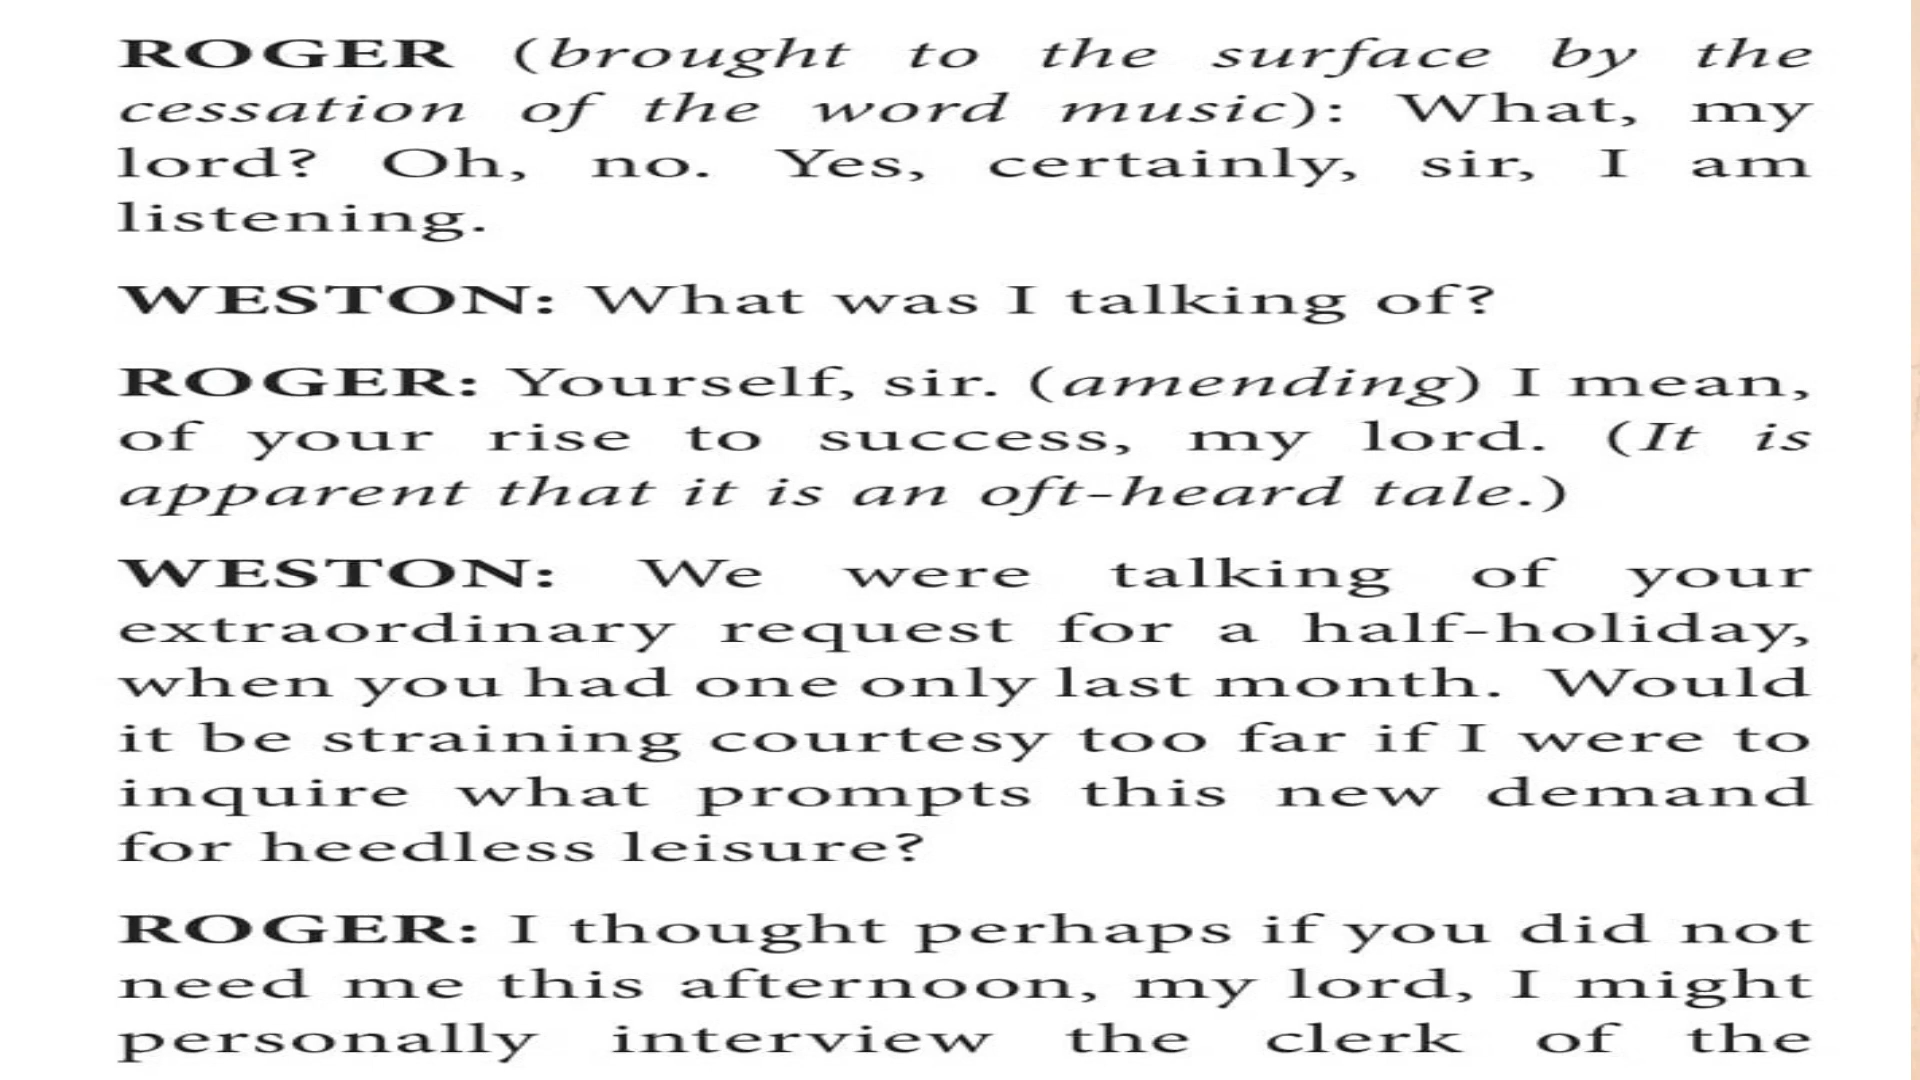 ROGER (brought to the surface by the
cessation of the word music): What, my
lord? Oh, no. Yes, certainly, sir, I am
listening.
WESTON: What was I talking of?
ROGER: Yourself, sir. (amending) I mean,
of your rise to success, my lord. (It is
apparent that it is an oft-heard tale.)
WESTON: We were talking of your
extraordinary request for a half-holiday,
when you had one only last month. Would
it be straining courtesy too far if I were to
inquire what prompts this new demand
for heedless leisure?
ROGER: I thought perhaps if you did not
need me this afternoon, my lord, I might
personally interview the clerk of the